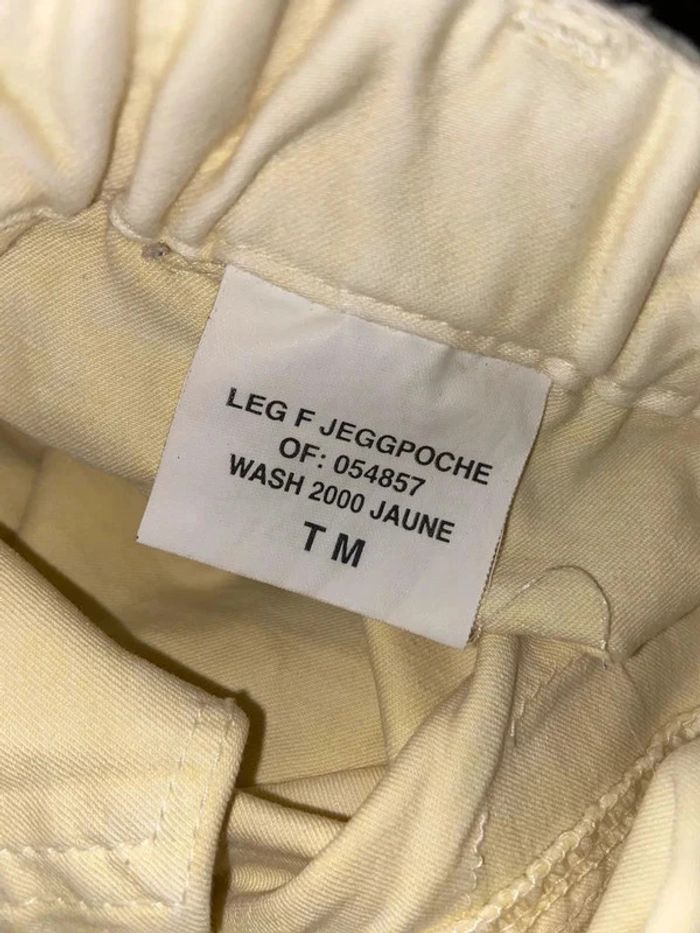 LEG F JEGGPOCHE
OF: 054857
WASH 2000 JAUNE
T M